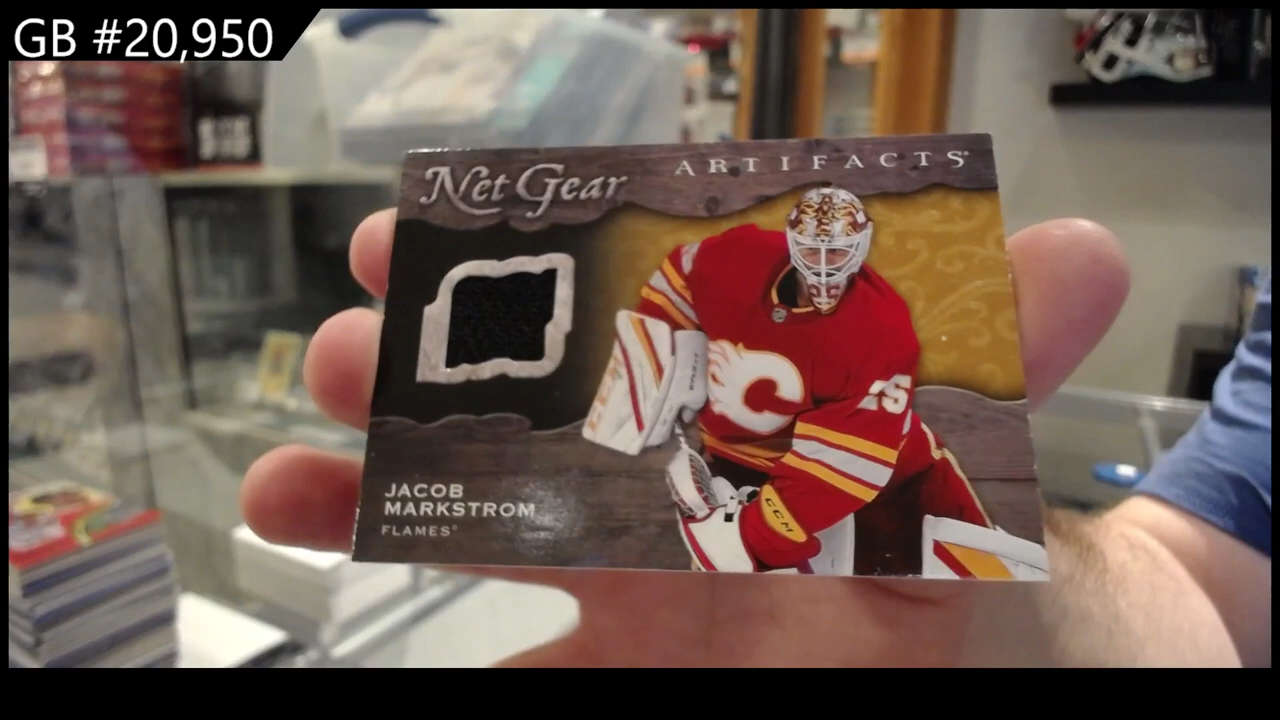 GB #20,950
Net Gear
ARTIFACTS
JACOB
MARKSTROM
FLAMES
C
25
CCM